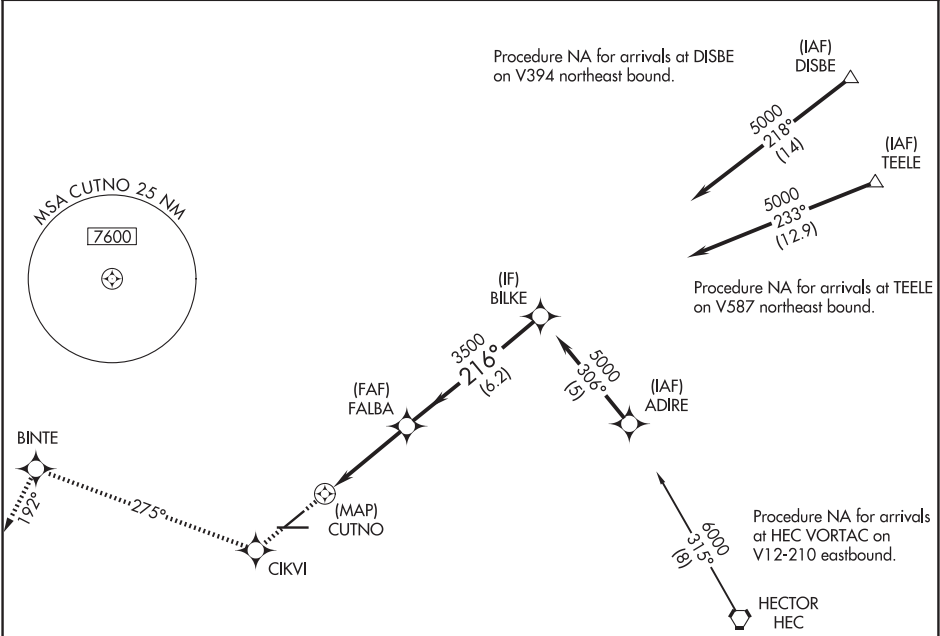 Procedure NA for arrivals at DISBE
on V394 northeast bound.
(IAF)
DISBE
5000
218°
(14)
(IAF)
TEELE
5000
233°
(12.9)
Procedure NA for arrivals at TEELE
on V587 northeast bound.
MSA CUTNO 25 NM
7600
(IF)
BILKE
3500
216°
(6.2)
5000
306°
(5)
(IAF)
ADIRE
(FAF)
FALBA
BINTE
192°
275°
(MAP)
CUTNO
CIKVI
6000
315°
(8)
Procedure NA for arrivals
at HEC VORTAC on
V12-210 eastbound.
HECTOR
HEC